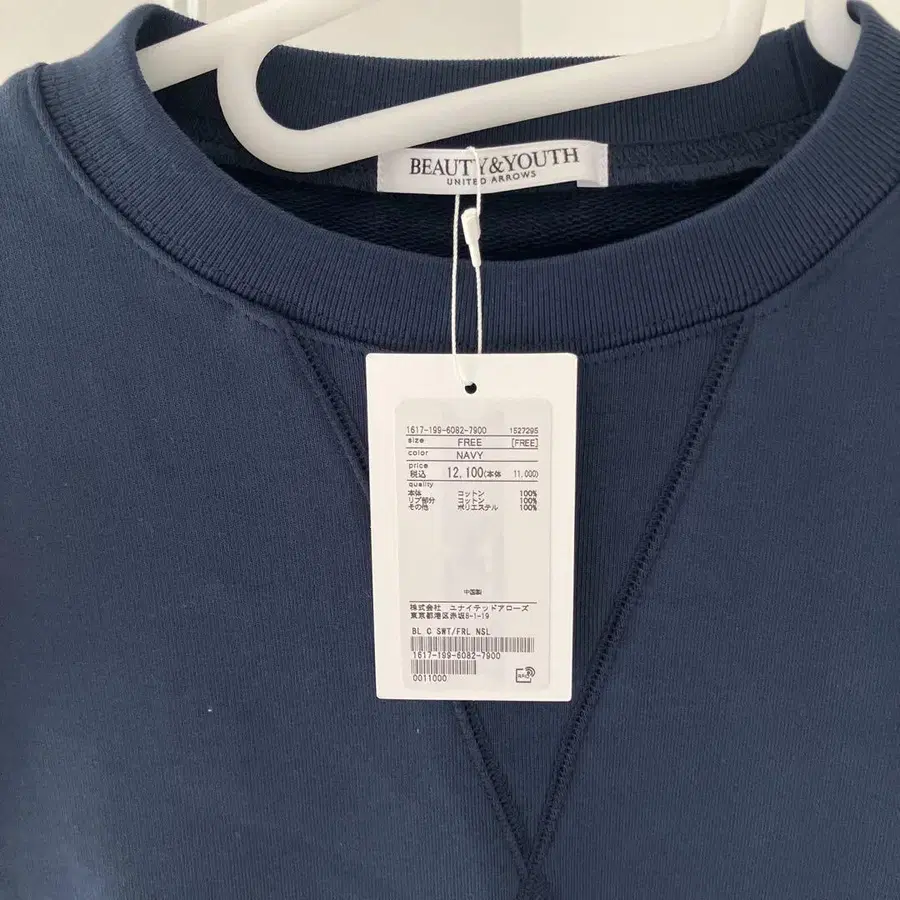 BEAUTY&YOUTH
UNITED ARROWS
1617-199-6082-7900 1527295
size FREE [FREE]
color NAVY
price
税込 12,100(本体 11,000)
quality
本体 コットン 100%
リブ部分 コットン 100%
その他 ポリエステル 100%
中国製
株式会社 ユナイテッドアローズ
東京都港区赤坂8-1-19
BL C SWT/FRL NSL
1617-199-6082-7900
0011000